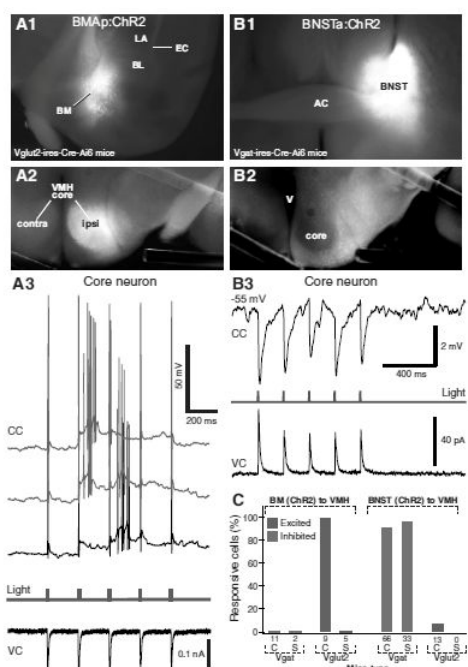 A1 BMAp:ChR2
LA
EC
BL
BM
Vglut2-ires-Cre-Ai6 mice
B1 BNSTa:ChR2
BNST
AC
Vgat-ires-Cre-Ai6 mice
A2
VMH
core
contra
ipsi
B2
V
core
A3 Core neuron
50 mV
200 ms
CC
Light
VC
0.1 nA
B3 Core neuron
-55 mV
CC
2 mV
400 ms
Light
40 pA
VC
C BM (ChR2) to VMH BNST (ChR2) to VMH
Excited
Inhibited
Responsive cells (%)
100
80
60
40
20
0
11 2 9 5 66 33 13 0
C S C S C S C S
Vgat Vglut2 Vgat Vglut2